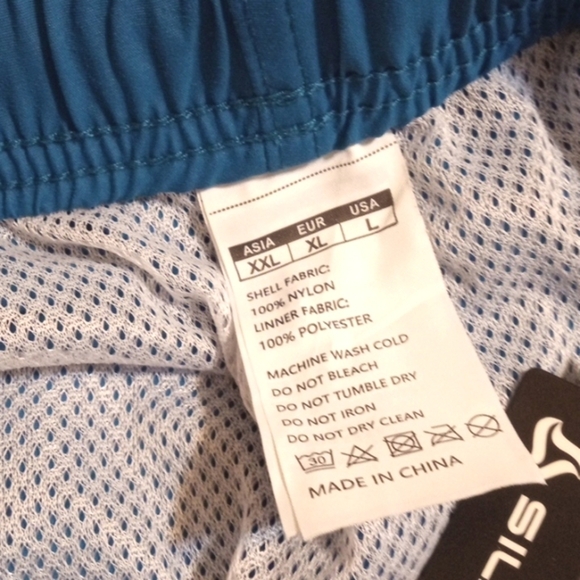 ASIA EUR USA
XXL XL L
SHELL FABRIC:
100% NYLON
LINNER FABRIC:
100% POLYESTER
MACHINE WASH COLD
DO NOT BLEACH
DO NOT TUMBLE DRY
DO NOT IRON
DO NOT DRY CLEAN
30
MADE IN CHINA